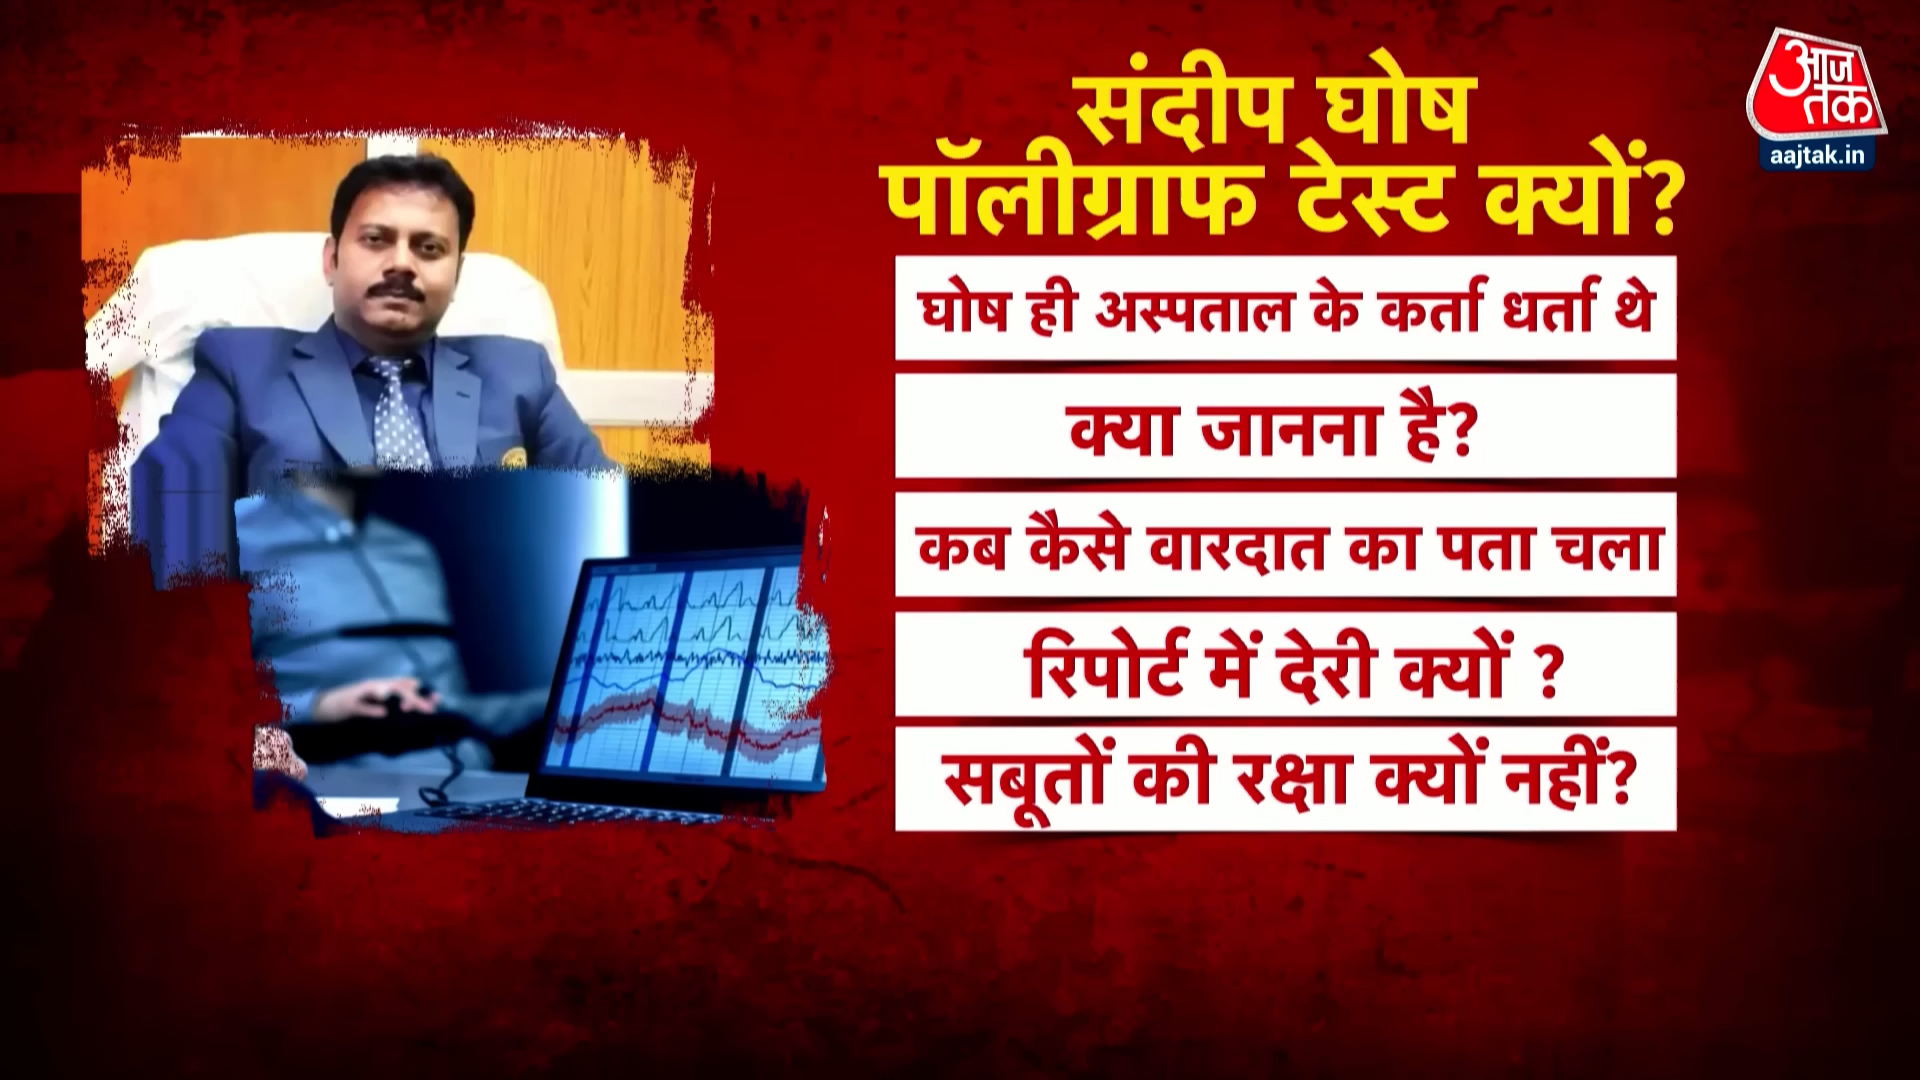 संदीप घोष
पॉलीग्राफ टेस्ट क्यों?
घोष ही अस्पताल के कर्ता धर्ता थे
क्या जानना है?
कब कैसे वारदात का पता चला
रिपोर्ट में देरी क्यों ?
सबूतों की रक्षा क्यों नहीं?
आज
तक
aajtak.in